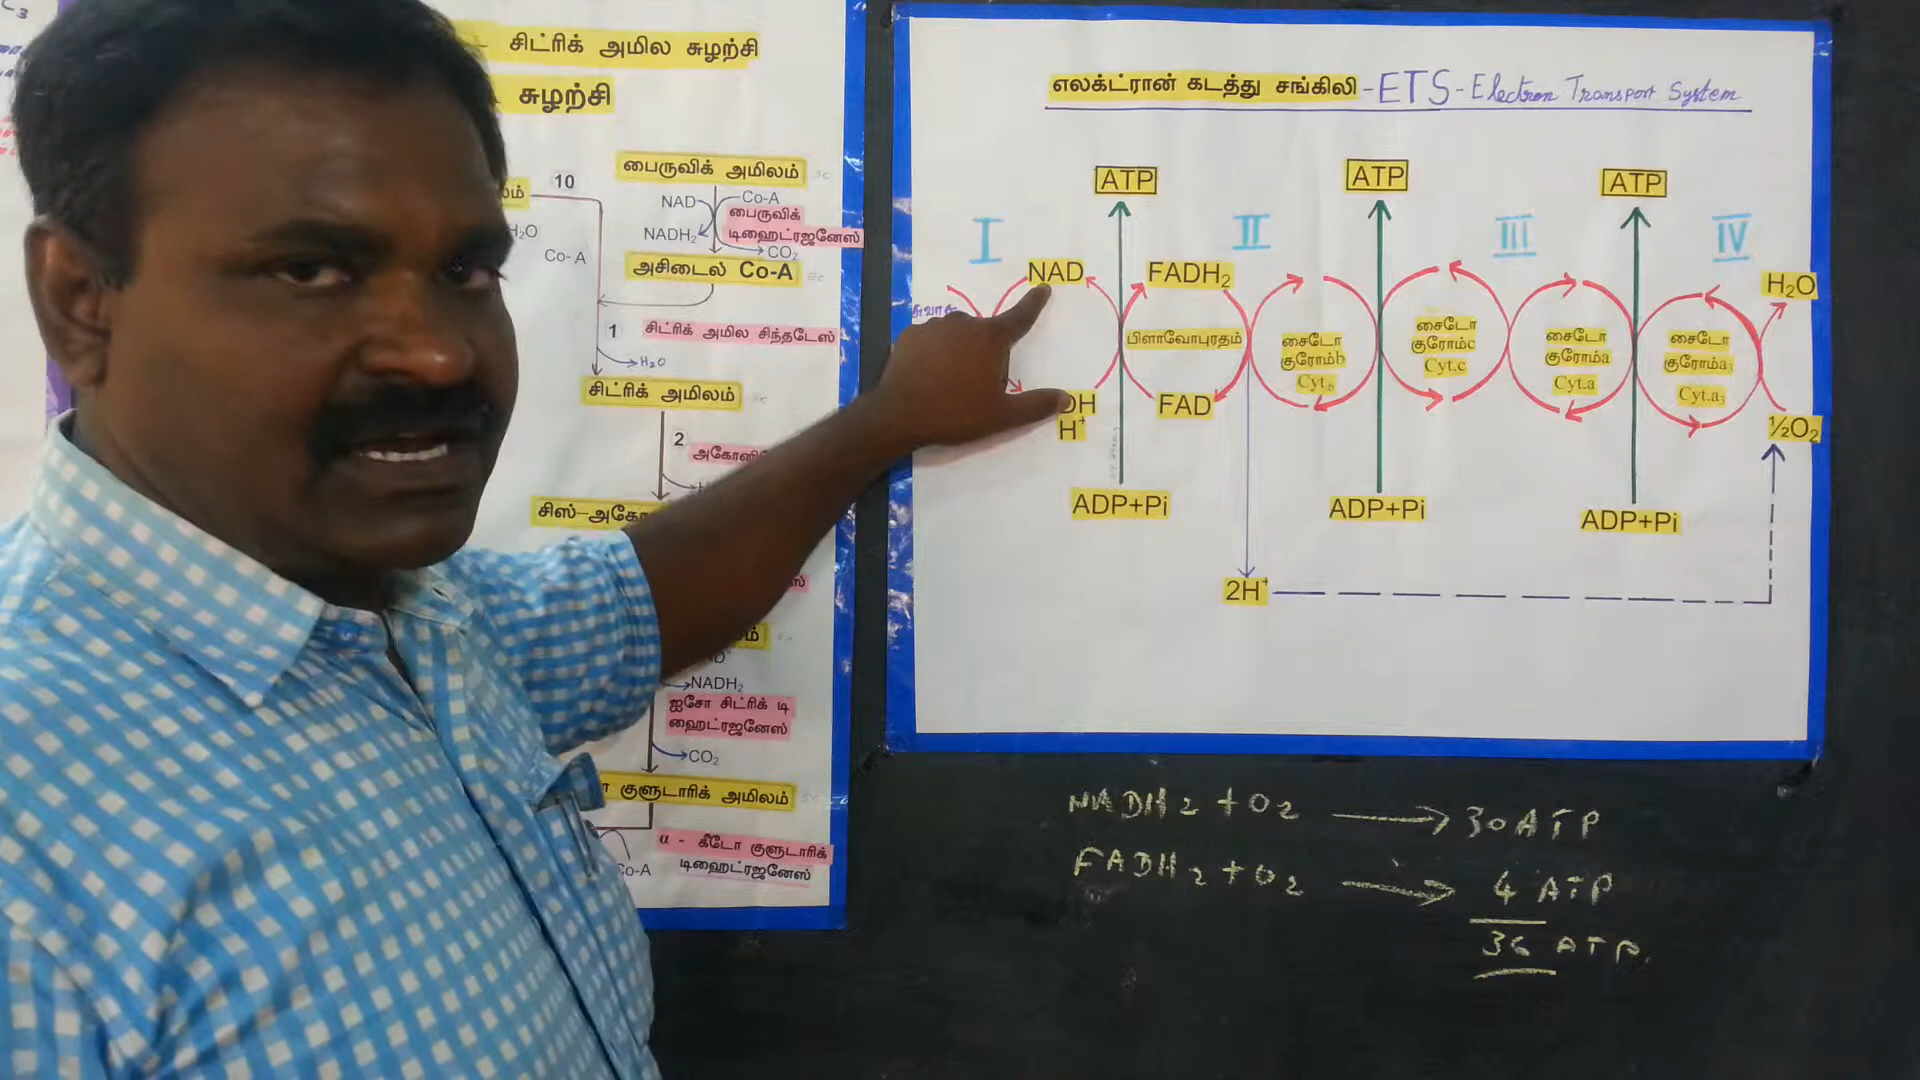 சிட்ரிக் அமில சுழற்சி
சுழற்சி
10
பைருவிக் அமிலம்
NAD
Co-A
பைருவிக்
டிஹைட்ரஜனேஸ்
NADH₂
CO₂
H₂O
Co-A
அசிடைல் Co-A
1
சிட்ரிக் அமில சிந்தடேஸ்
H₂O
சிட்ரிக் அமிலம்
2
NADH₂
ஐசோ சிட்ரிக் டி
ஹைட்ரஜனேஸ்
CO₂
குளுடாரிக் அமிலம்
α - கீடோ குளுடாரிக்
டிஹைட்ரஜனேஸ்
Co-A
எலக்ட்ரான் கடத்து சங்கிலி - ETS - Electron Transport System
ATP ATP ATP
I II III IV
NAD FADH₂ H₂O
பிளாவோபுரதம்
சைடோ
குரோம்b
Cyt.b
சைடோ
குரோம்c
Cyt.c
சைடோ
குரோம்a
Cyt.a
சைடோ
குரோம்a₃
Cyt.a₃
DH
H⁺
FAD
½O₂
ADP+Pi ADP+Pi ADP+Pi
2H⁺
NADH₂ + O₂ → 30 ATP
FADH₂ + O₂ → 4 ATP
36 ATP.